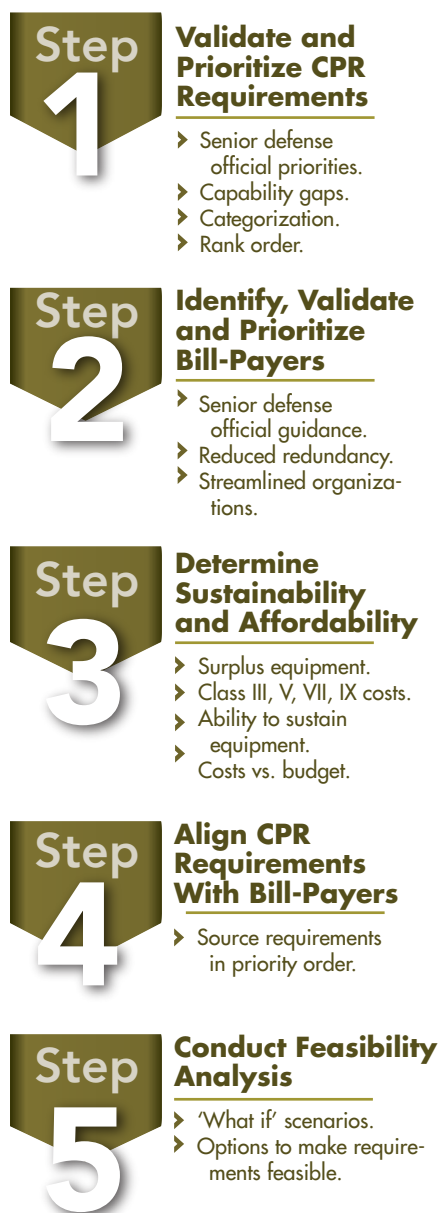 Step
1
Validate and
Prioritize CPR
Requirements
Senior defense
official priorities.
Capability gaps.
Categorization.
Rank order.
Step
2
Identify, Validate
and Prioritize
Bill-Payers
Senior defense
official guidance.
Reduced redundancy.
Streamlined organiza-
tions.
Step
3
Determine
Sustainability
and Affordability
Surplus equipment.
Class III, V, VII, IX costs.
Ability to sustain
equipment.
Costs vs. budget.
Step
4
Align CPR
Requirements
With Bill-Payers
Source requirements
in priority order.
Step
5
Conduct Feasibility
Analysis
‘What if’ scenarios.
Options to make require-
ments feasible.